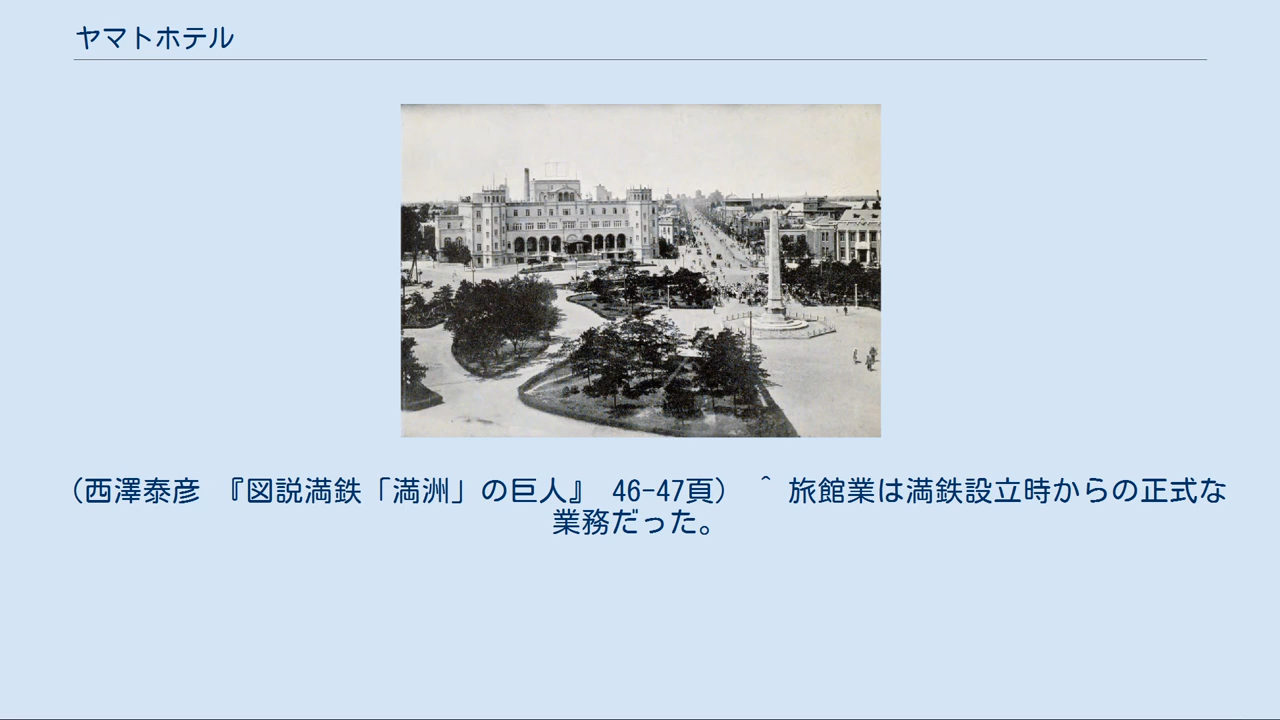 ヤマトホテル
（西澤泰彦　『図説満鉄「満洲」の巨人』　46-47頁）　^ 旅館業は満鉄設立時からの正式な
業務だった。